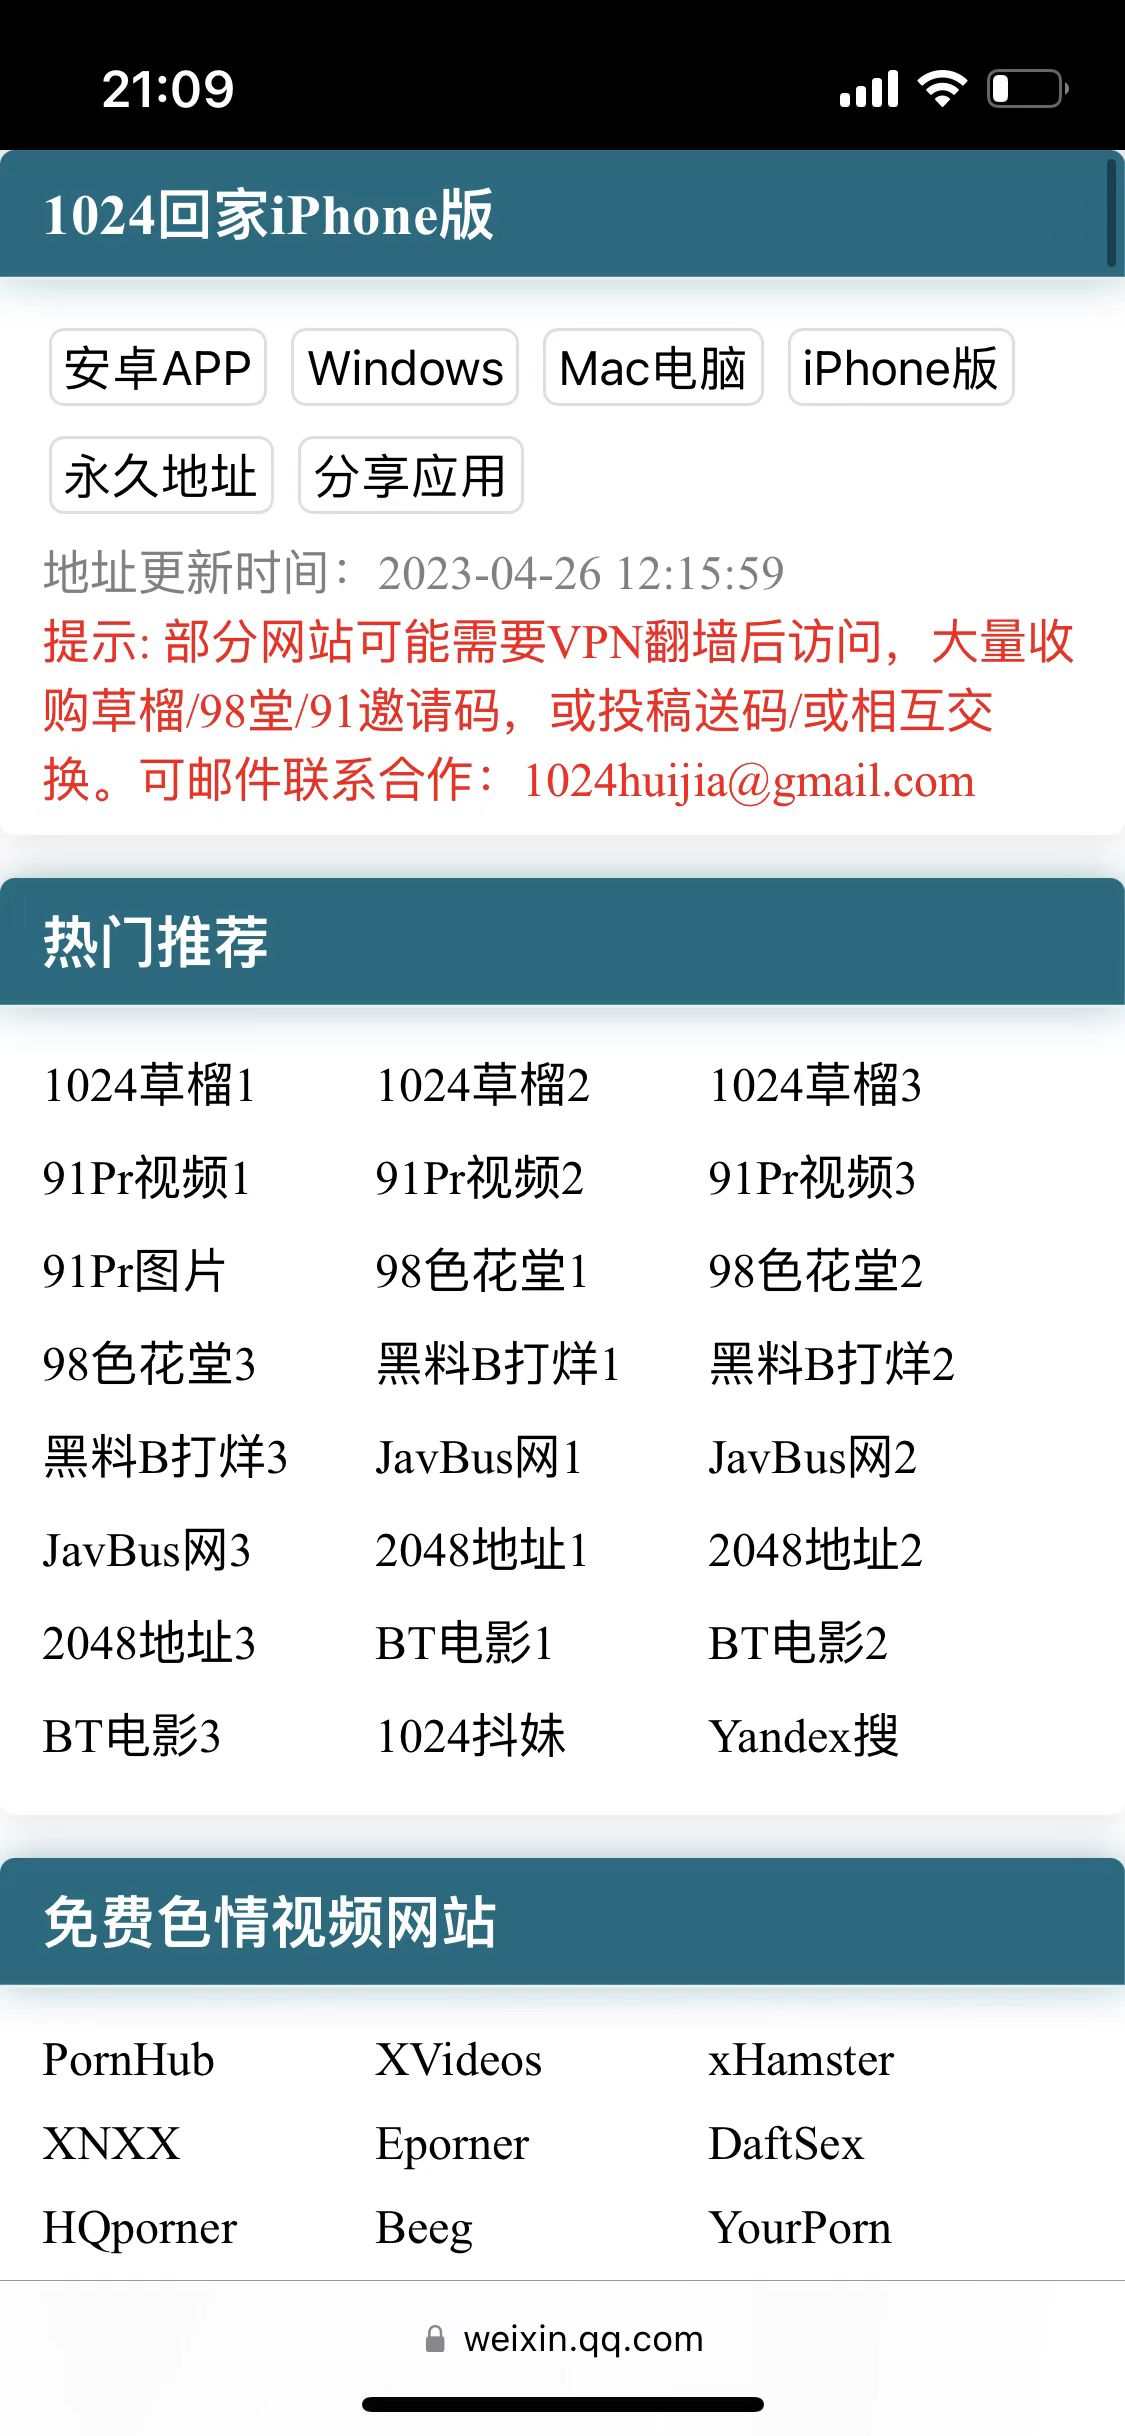 21:09
1024回家iPhone版
安卓APP Windows Mac电脑 iPhone版
永久地址 分享应用
地址更新时间：2023-04-26 12:15:59
提示: 部分网站可能需要VPN翻墙后访问，大量收
购草榴/98堂/91邀请码，或投稿送码/或相互交
换。可邮件联系合作：1024huijia@gmail.com
热门推荐
1024草榴1 1024草榴2 1024草榴3
91Pr视频1 91Pr视频2 91Pr视频3
91Pr图片 98色花堂1 98色花堂2
98色花堂3 黑料B打烊1 黑料B打烊2
黑料B打烊3 JavBus网1 JavBus网2
JavBus网3 2048地址1 2048地址2
2048地址3 BT电影1 BT电影2
BT电影3 1024抖妹 Yandex搜
免费色情视频网站
PornHub XVideos xHamster
XNXX Eporner DaftSex
HQporner Beeg YourPorn
weixin.qq.com